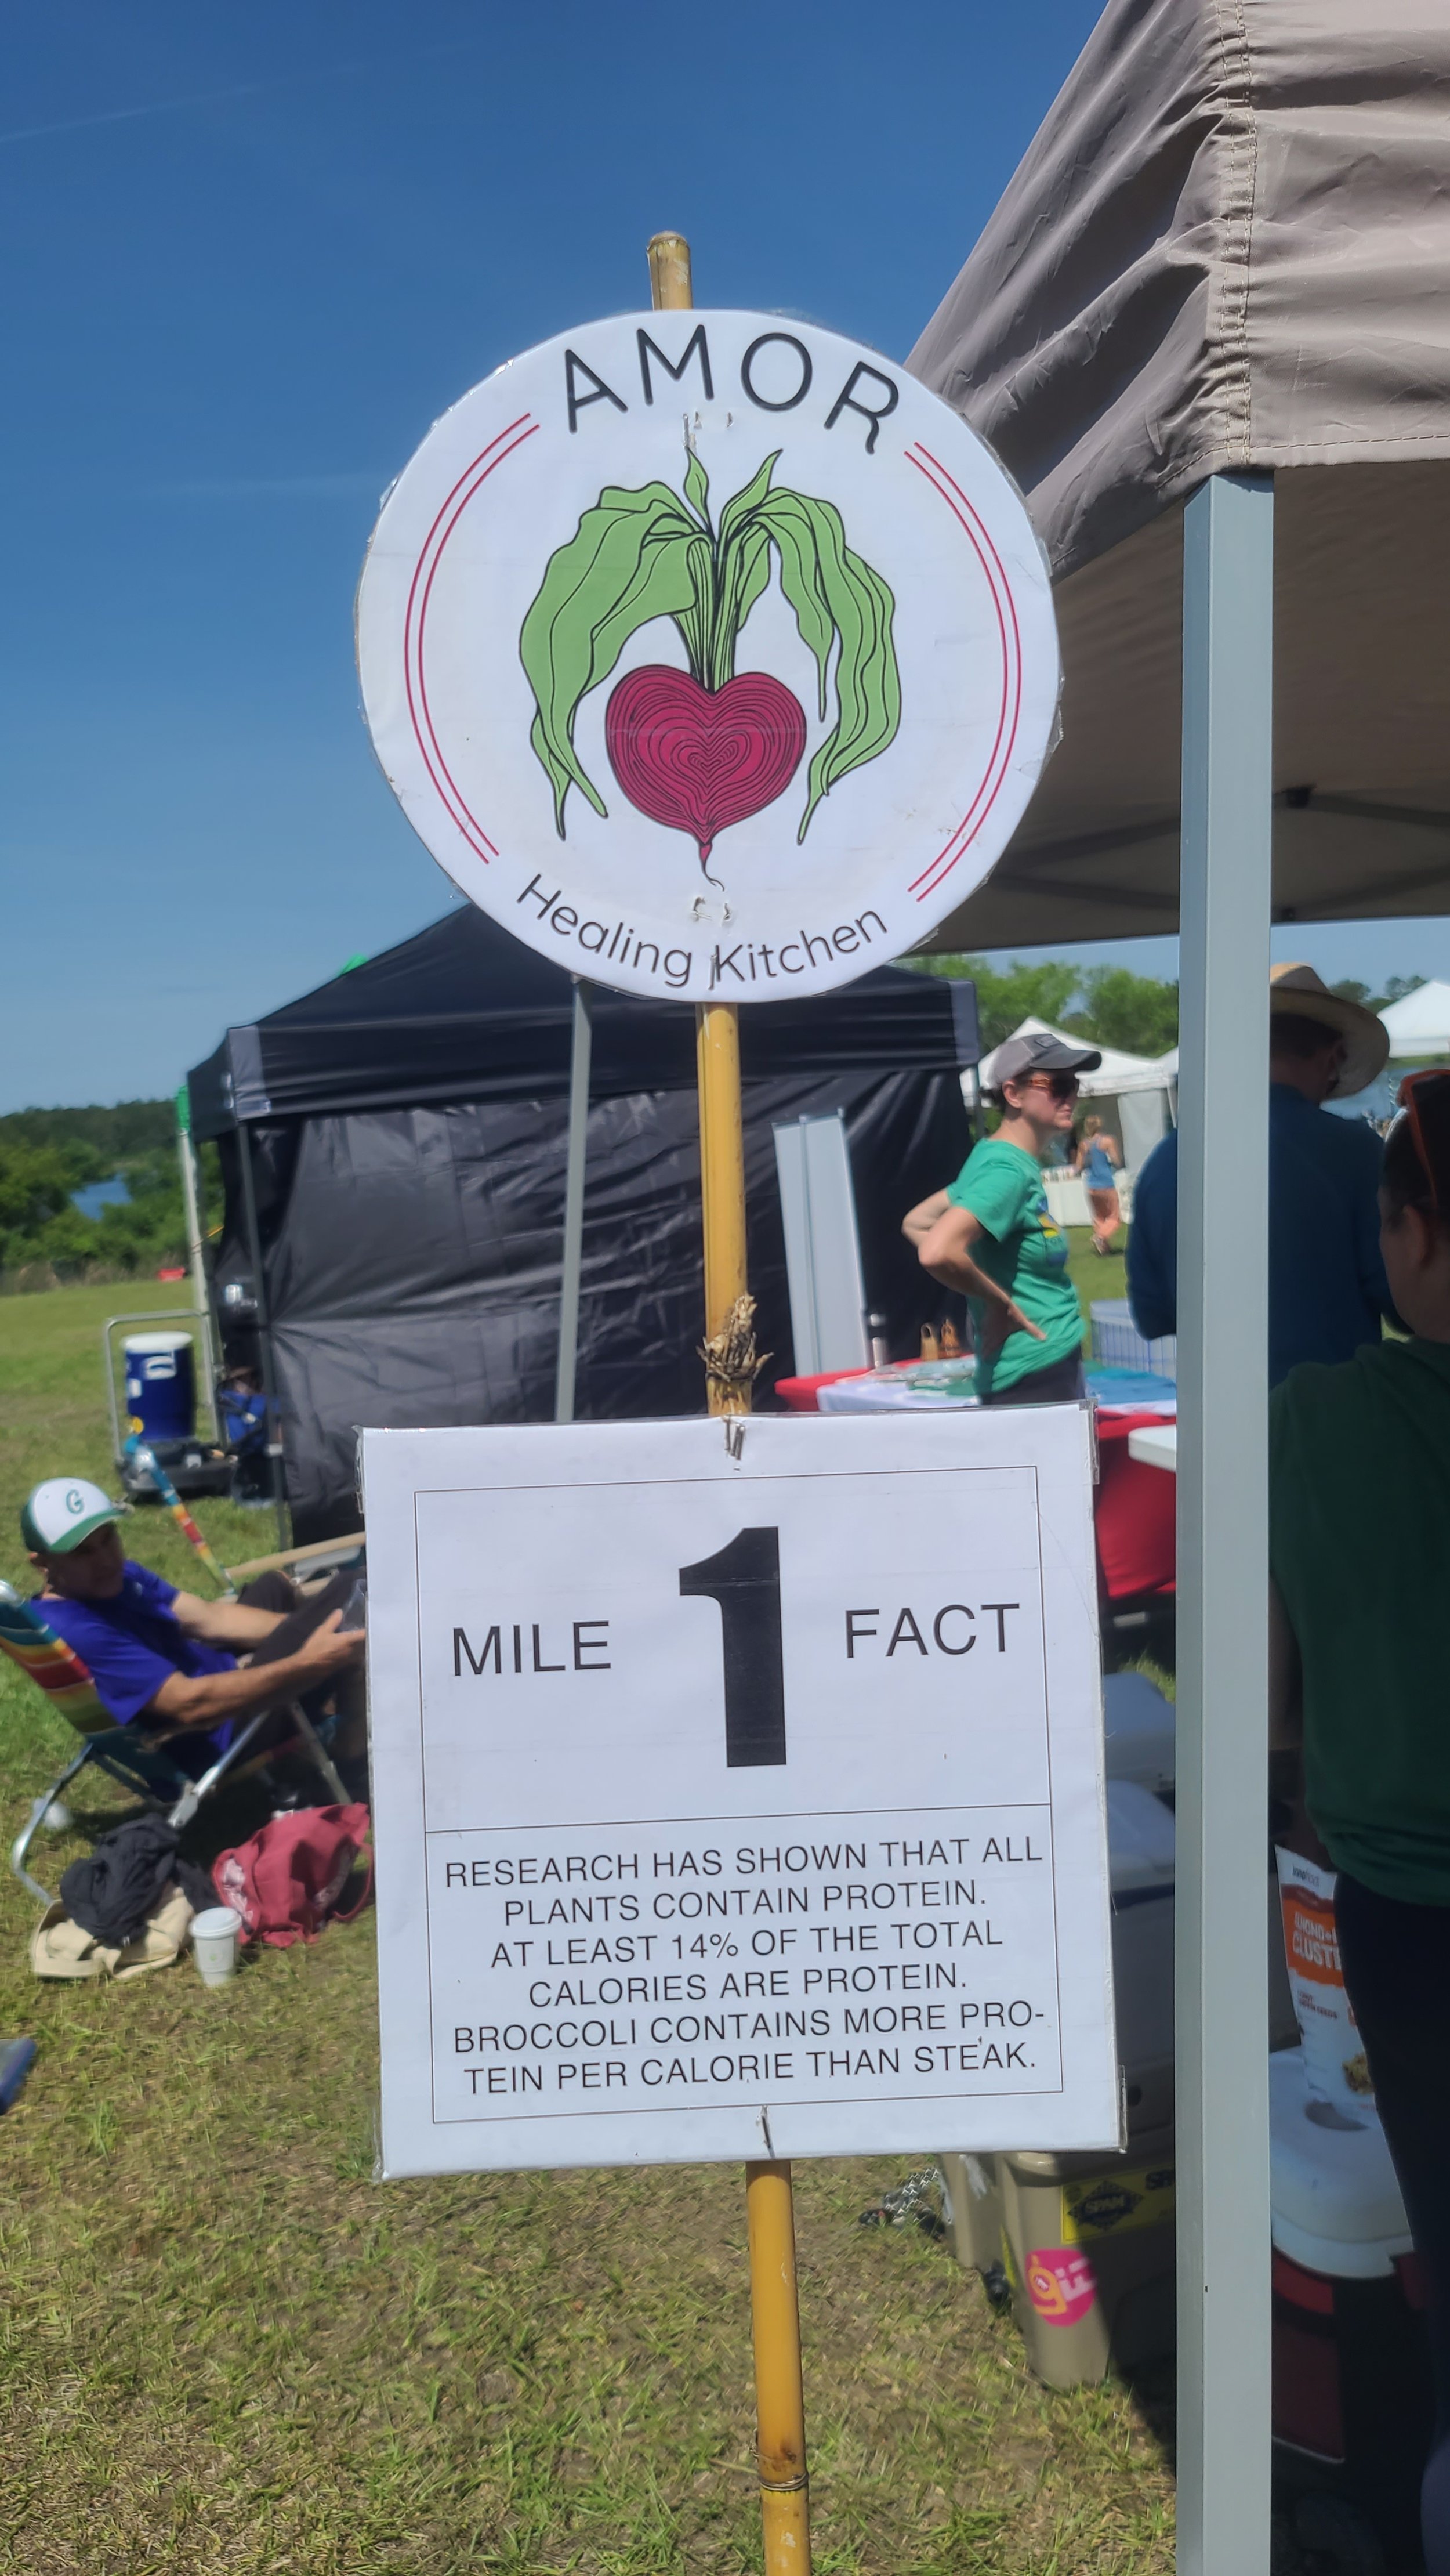 AMOR
Healing Kitchen
G
MILE 1 FACT
RESEARCH HAS SHOWN THAT ALL
PLANTS CONTAIN PROTEIN.
AT LEAST 14% OF THE TOTAL
CALORIES ARE PROTEIN.
BROCCOLI CONTAINS MORE PRO-
TEIN PER CALORIE THAN STEAK.
SPAM